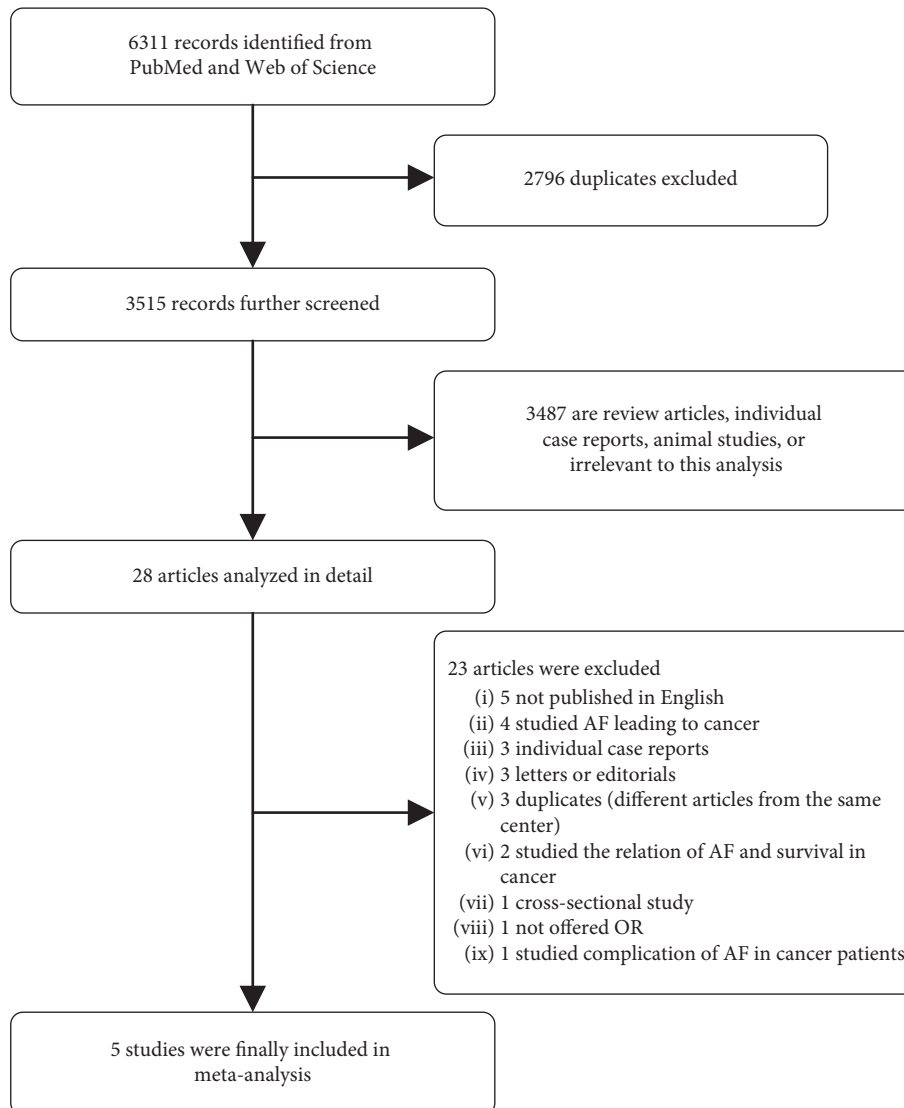 6311 records identified from
PubMed and Web of Science
2796 duplicates excluded
3515 records further screened
3487 are review articles, individual
case reports, animal studies, or
irrelevant to this analysis
28 articles analyzed in detail
23 articles were excluded
(i) 5 not published in English
(ii) 4 studied AF leading to cancer
(iii) 3 individual case reports
(iv) 3 letters or editorials
(v) 3 duplicates (different articles from the same
center)
(vi) 2 studied the relation of AF and survival in
cancer
(vii) 1 cross-sectional study
(viii) 1 not offered OR
(ix) 1 studied complication of AF in cancer patients
5 studies were finally included in
meta-analysis